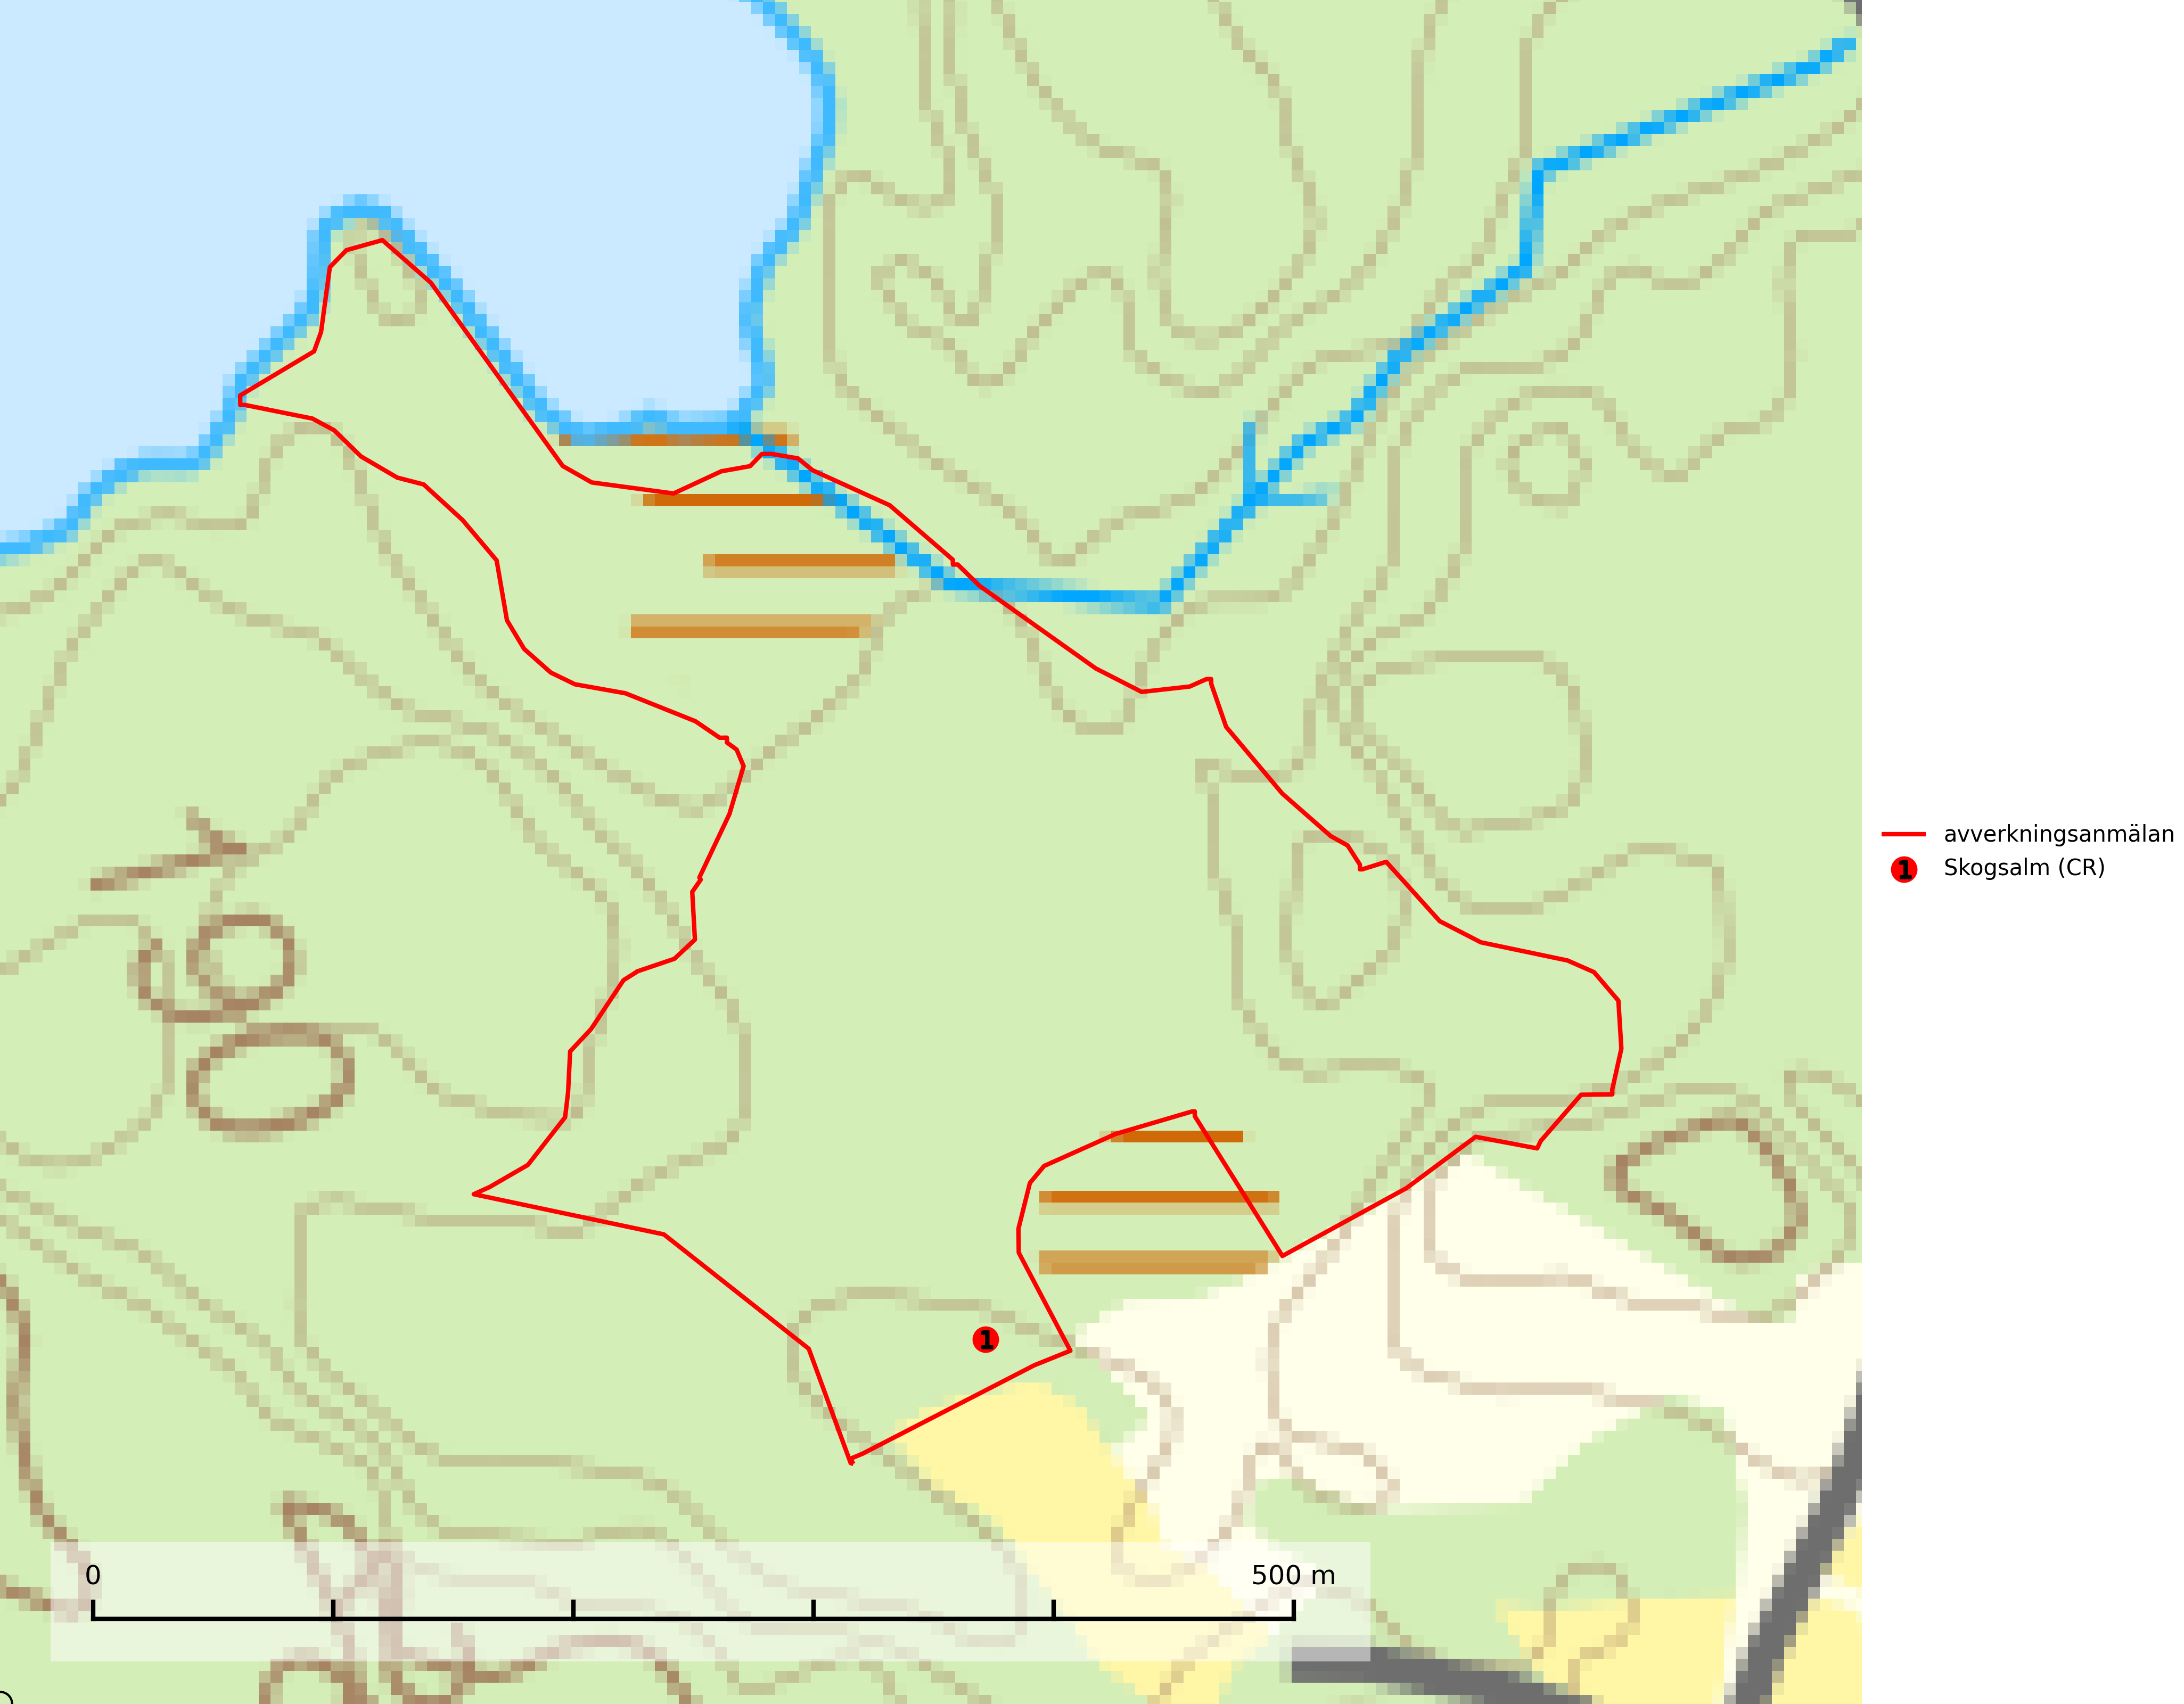 avverkningsanmälan
1 Skogsalm (CR)
1
0 500 m